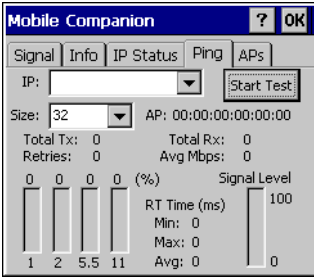 Mobile Companion ? OK
Signal Info IP Status Ping APs
IP: Start Test
Size: 32 AP: 00:00:00:00:00:00
Total Tx: 0 Total Rx: 0
Retries: 0 Avg Mbps: 0
0 0 0 0 (%) Signal Level
100
RT Time (ms)
Min: 0
Max: 0
1 2 5.5 11 Avg: 0 0